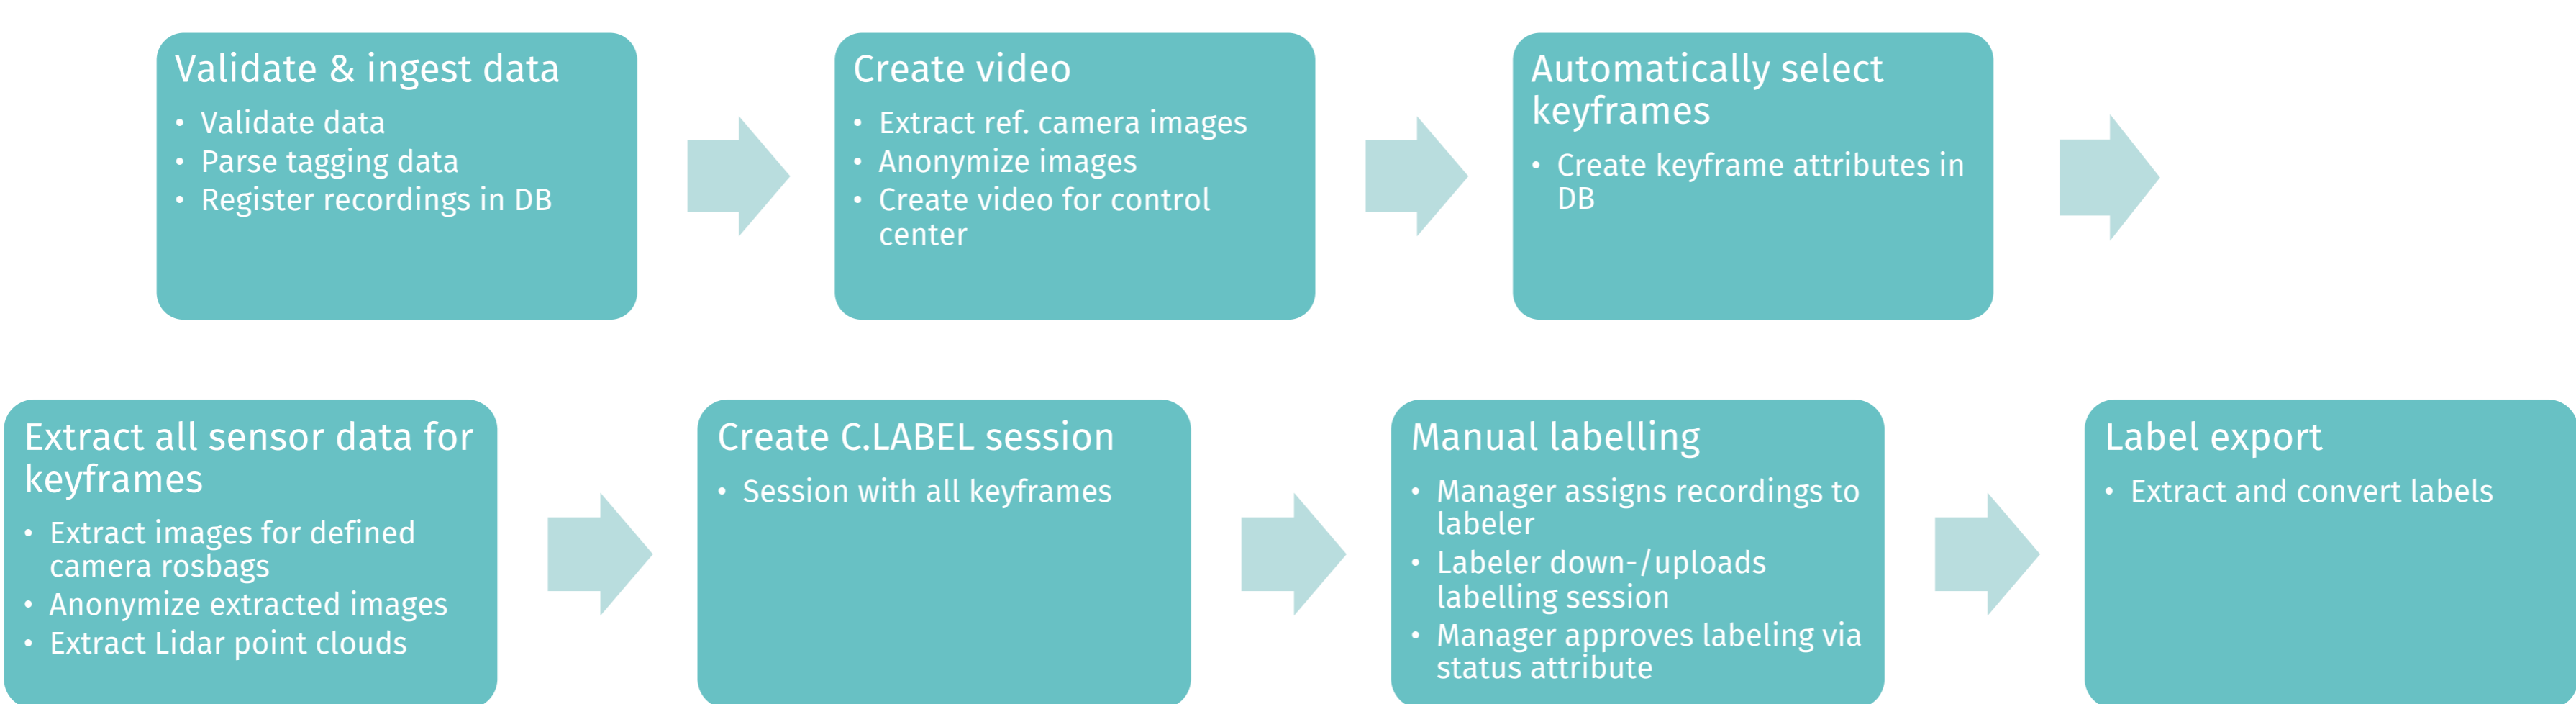 Validate & ingest data
• Validate data
• Parse tagging data
• Register recordings in DB
Create video
• Extract ref. camera images
• Anonymize images
• Create video for control
center
Automatically select
keyframes
• Create keyframe attributes in
DB
Extract all sensor data for
keyframes
• Extract images for defined
camera rosbags
• Anonymize extracted images
• Extract Lidar point clouds
Create C.LABEL session
• Session with all keyframes
Manual labelling
• Manager assigns recordings to
labeler
• Labeler down-/uploads
labelling session
• Manager approves labeling via
status attribute
Label export
• Extract and convert labels